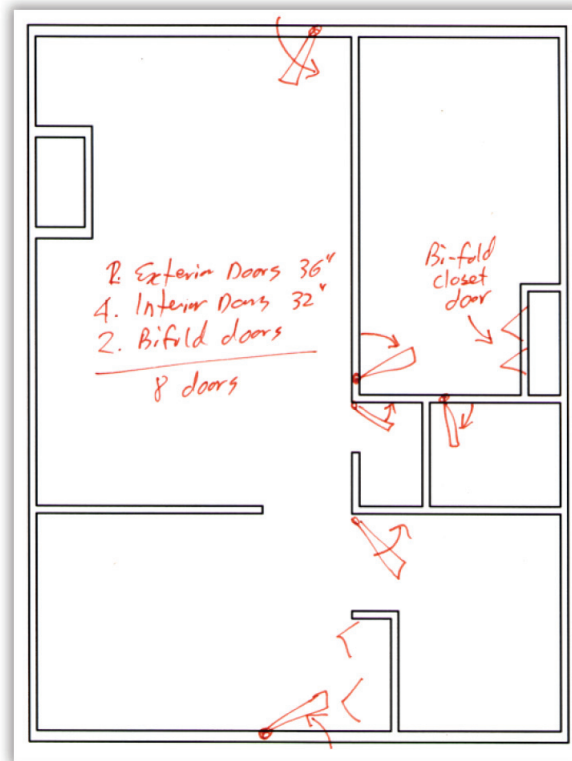 2. Exterior Doors 36"
4. Interior Doors 32"
2. Bifold doors
8 doors
Bi-fold
closet
door